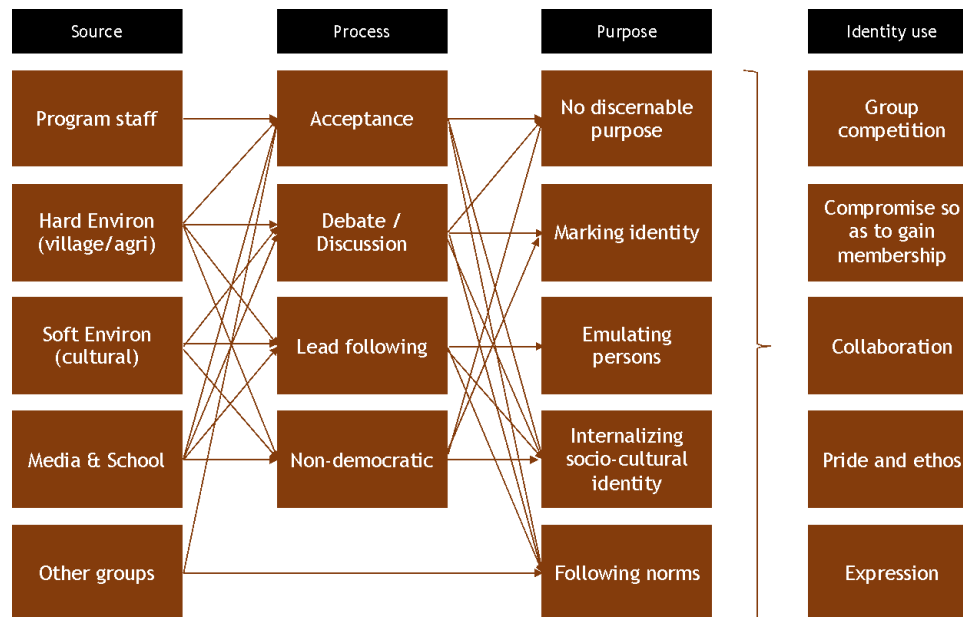 Source
Process
Purpose
Identity use
Program staff
Acceptance
No discernable
purpose
Group
competition
Hard Environ
(village/agri)
Debate /
Discussion
Marking identity
Compromise so
as to gain
membership
Soft Environ
(cultural)
Lead following
Emulating
persons
Collaboration
Media & School
Non-democratic
Internalizing
socio-cultural
identity
Pride and ethos
Other groups
Following norms
Expression